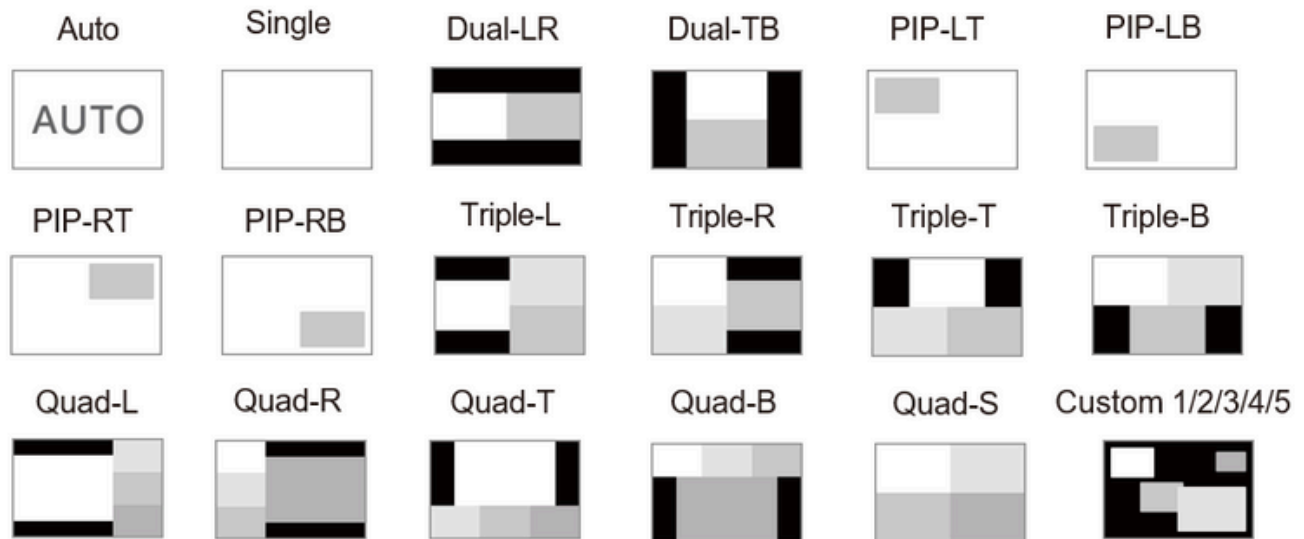 Auto Single Dual-LR Dual-TB PIP-LT PIP-LB
AUTO
PIP-RT PIP-RB Triple-L Triple-R Triple-T Triple-B
Quad-L Quad-R Quad-T Quad-B Quad-S Custom 1/2/3/4/5